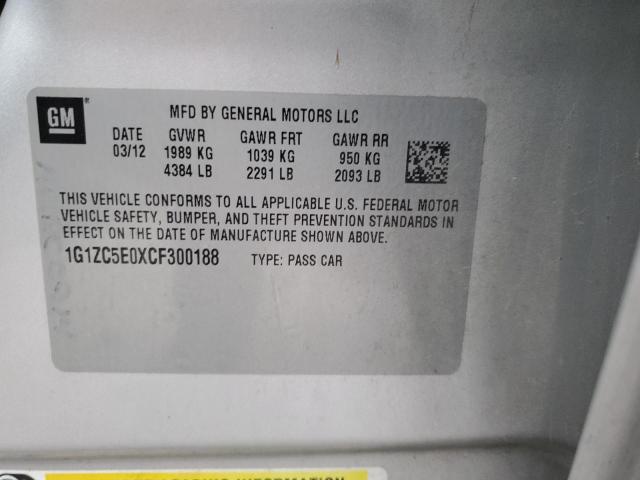 GM
MFD BY GENERAL MOTORS LLC
DATE GVWR GAWR FRT GAWR RR
03/12 1989 KG 1039 KG 950 KG
4384 LB 2291 LB 2093 LB
THIS VEHICLE CONFORMS TO ALL APPLICABLE U.S. FEDERAL MOTOR
VEHICLE SAFETY, BUMPER, AND THEFT PREVENTION STANDARDS IN
EFFECT ON THE DATE OF MANUFACTURE SHOWN ABOVE.
1G1ZC5E0XCF300188 TYPE: PASS CAR
LOADING INFORMATION